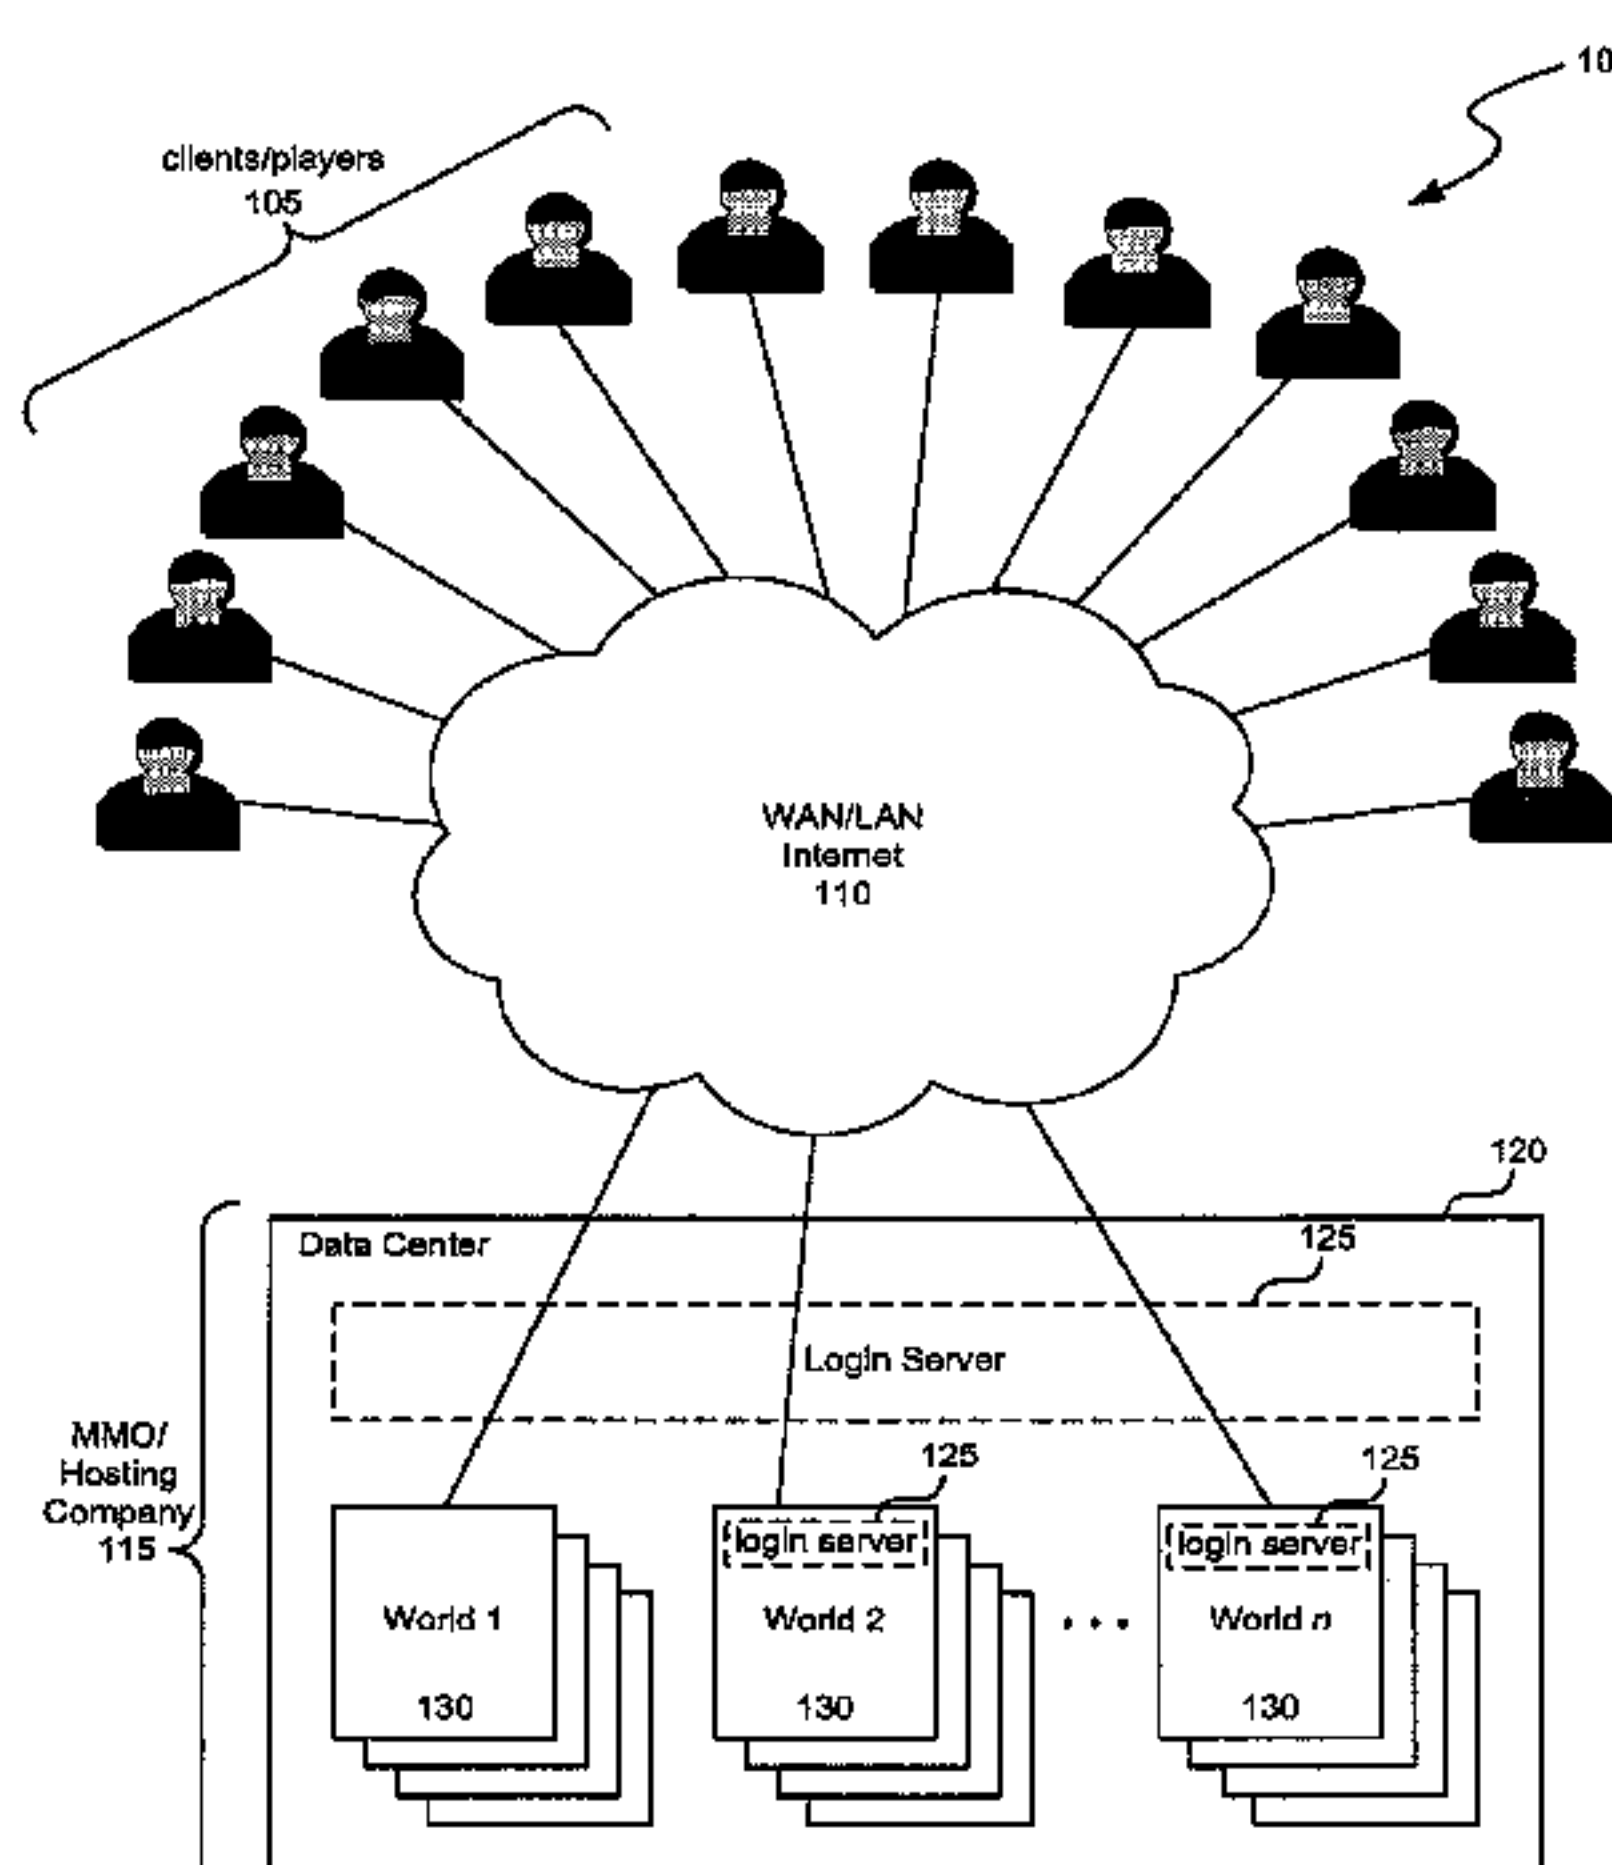 10
clients/players
105
WAN/LAN
Internet
110
120
Data Center
125
Login Server
MMO/
Hosting
Company
115
125
125
login server
login server
World 1
World 2
• • •
World n
130
130
130